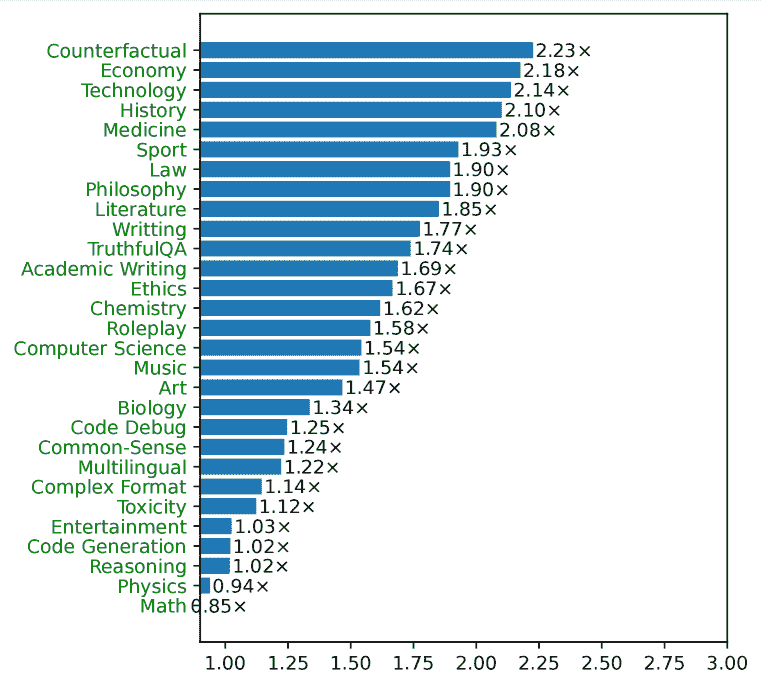 Counterfactual 2.23×
Economy 2.18×
Technology 2.14×
History 2.10×
Medicine 2.08×
Sport 1.93×
Law 1.90×
Philosophy 1.90×
Literature 1.85×
Writting 1.77×
TruthfulQA 1.74×
Academic Writing 1.69×
Ethics 1.67×
Chemistry 1.62×
Roleplay 1.58×
Computer Science 1.54×
Music 1.54×
Art 1.47×
Biology 1.34×
Code Debug 1.25×
Common-Sense 1.24×
Multilingual 1.22×
Complex Format 1.14×
Toxicity 1.12×
Entertainment 1.03×
Code Generation 1.02×
Reasoning 1.02×
Physics 0.94×
Math 0.85×
1.00 1.25 1.50 1.75 2.00 2.25 2.50 2.75 3.00